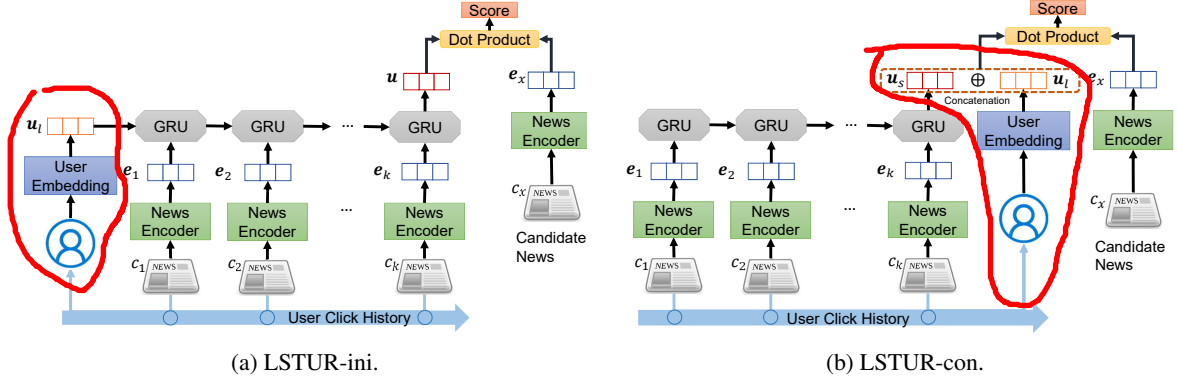 Score
Dot Product
u
e_x
u_l
GRU
GRU
...
GRU
News
Encoder
User
Embedding
e_1
e_2
e_k
c_x
NEWS
News
Encoder
News
Encoder
...
News
Encoder
Candidate
News
c_1
NEWS
c_2
NEWS
c_k
NEWS
User Click History
(a) LSTUR-ini.
Score
Dot Product
u_s
⊕
u_l
e_x
Concatenation
GRU
GRU
...
GRU
User
Embedding
News
Encoder
e_1
e_2
e_k
c_x
NEWS
News
Encoder
News
Encoder
...
News
Encoder
Candidate
News
c_1
NEWS
c_2
NEWS
c_k
NEWS
User Click History
(b) LSTUR-con.